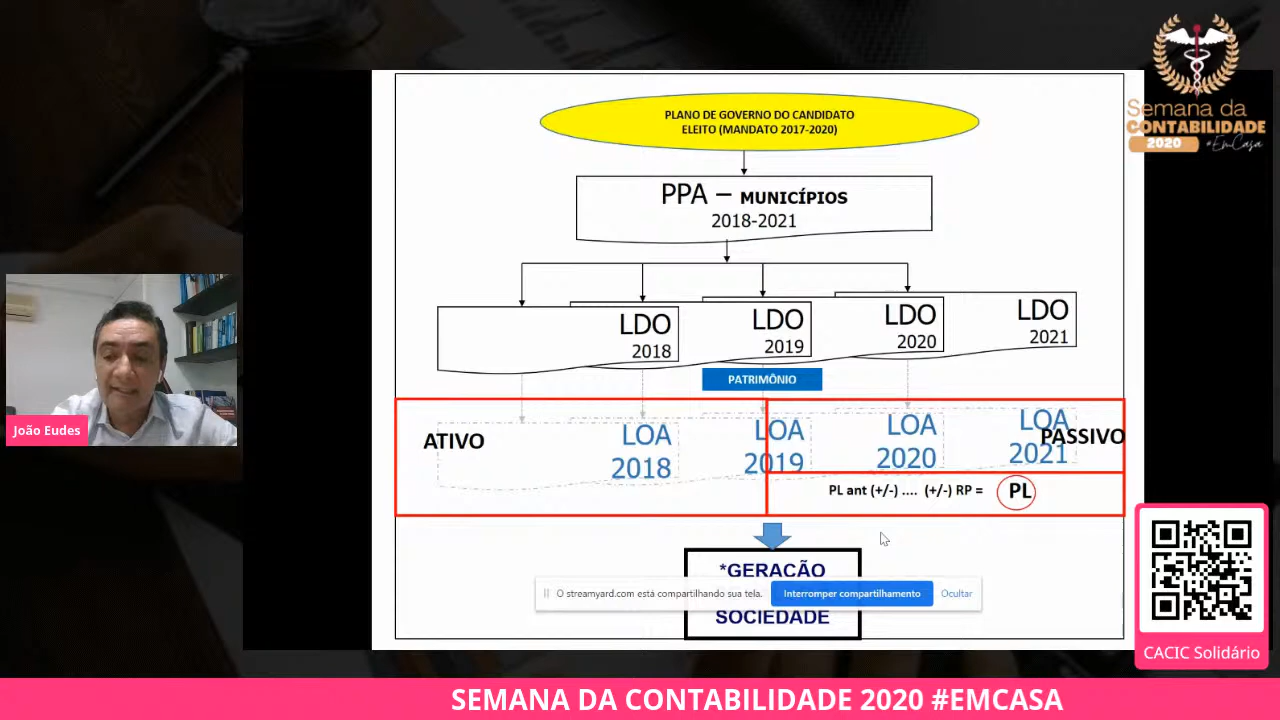 Semana da
CONTABILIDADE
2020 #EmCasa
PLANO DE GOVERNO DO CANDIDATO
ELEITO (MANDATO 2017-2020)
PPA – MUNICÍPIOS
2018-2021
LDO
2018
LDO
2019
LDO
2020
LDO
2021
PATRIMÔNIO
ATIVO
LOA
2018
LOA
2019
LOA
2020
LOA
2021
PASSIVO
PL ant (+/-) .... (+/-) RP = PL
*GERAÇÃO
O streamyard.com está compartilhando sua tela. Interromper compartilhamento Ocultar
SOCIEDADE
João Eudes
CACIC Solidário
SEMANA DA CONTABILIDADE 2020 #EMCASA